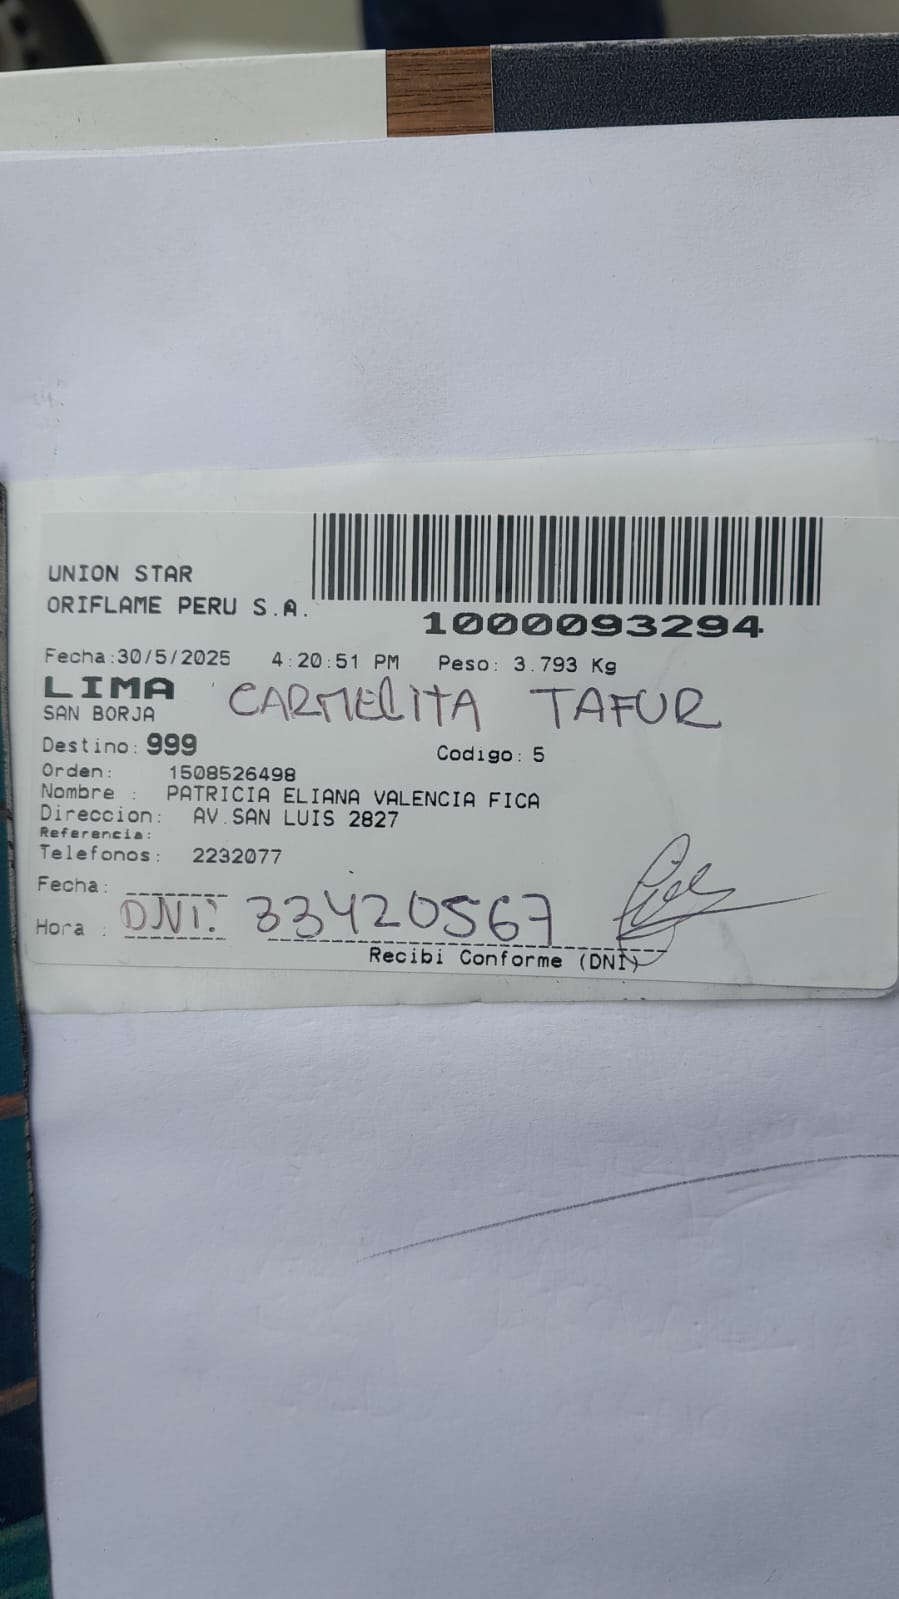 UNION STAR
ORIFLAME PERU S.A.
1000093294
Fecha:30/5/2025 4:20:51 PM Peso: 3.793 Kg
LIMA CARMELITA TAFUR
SAN BORJA
Destino: 999 Codigo: 5
Orden: 1508526498
Nombre : PATRICIA ELIANA VALENCIA FICA
Direccion: AV.SAN LUIS 2827
Referencia:
Telefonos: 2232077
Fecha:
Hora : DNI: 33420567
Recibi Conforme (DNI)